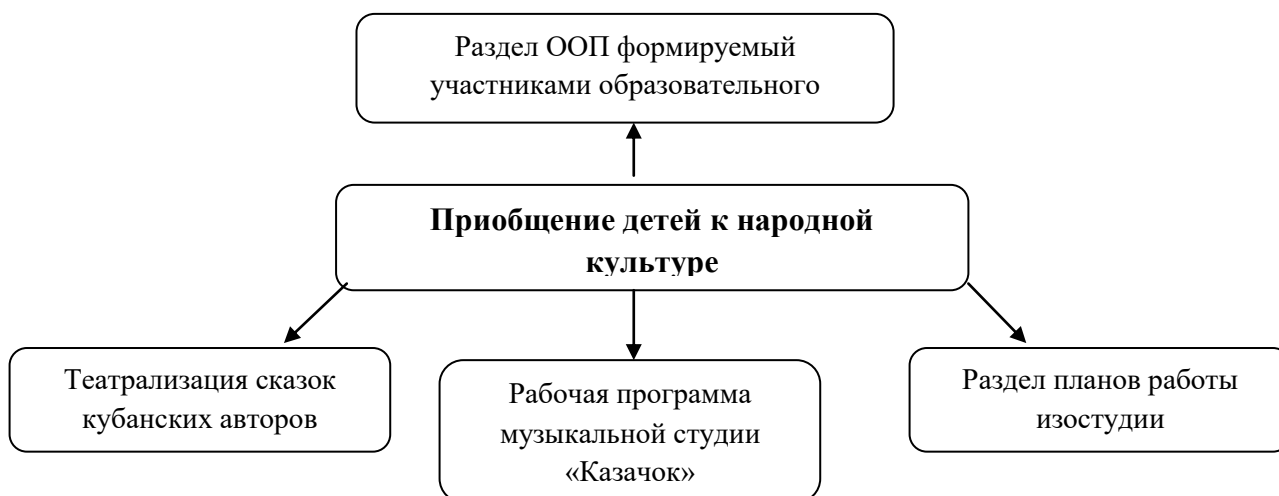 Раздел ООП формируемый
участниками образовательного
Приобщение детей к народной
культуре
Театрализация сказок
кубанских авторов
Рабочая программа
музыкальной студии
«Казачок»
Раздел планов работы
изостудии